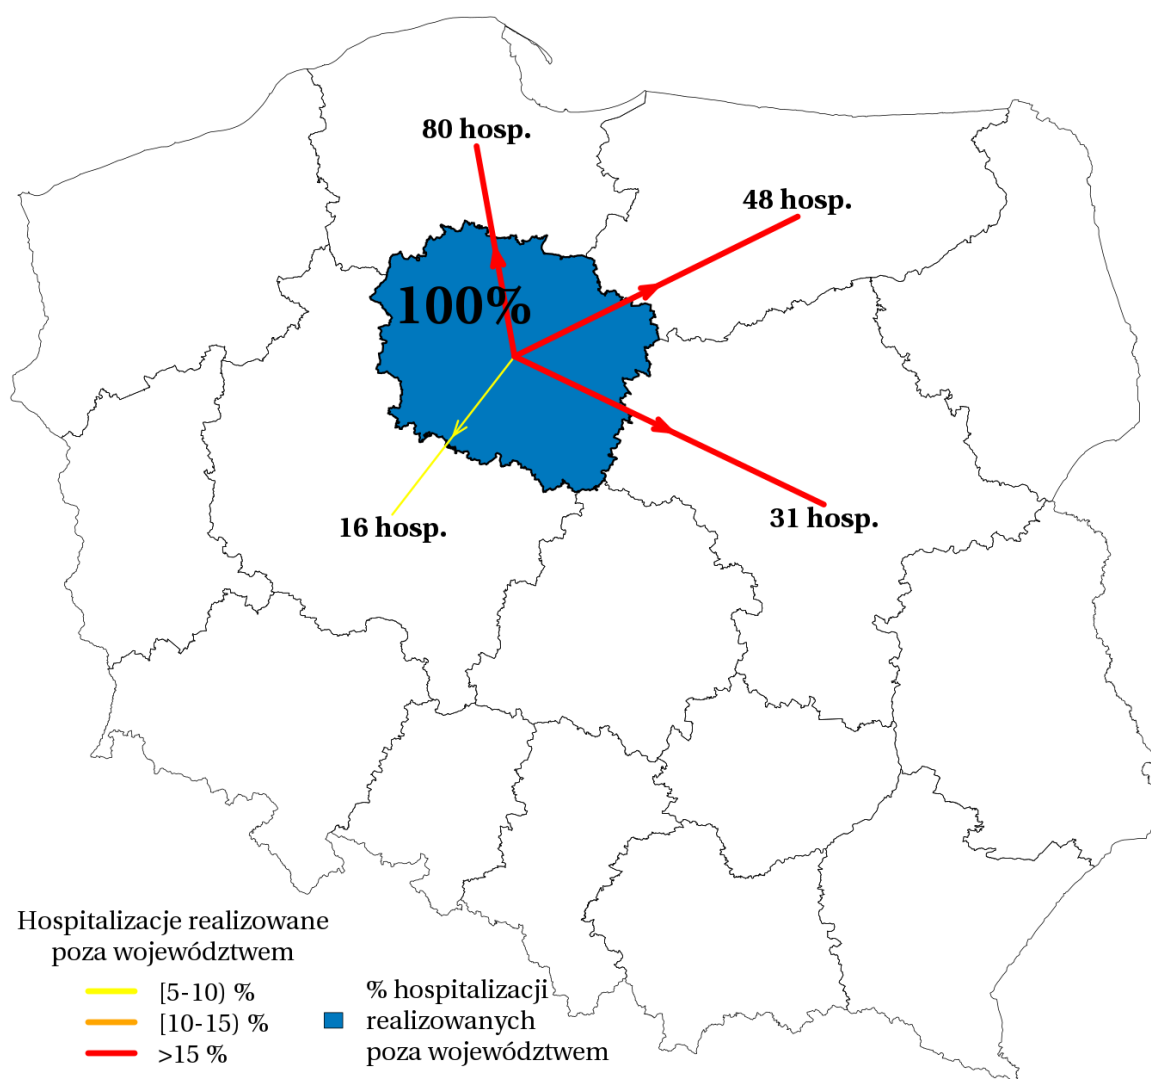 80 hosp.
48 hosp.
100%
31 hosp.
16 hosp.
Hospitalizacje realizowane
poza województwem
[5-10) %
[10-15) %
>15 %
% hospitalizacji
realizowanych
poza województwem